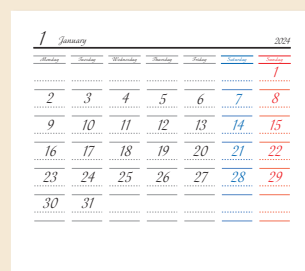 1 January 2024
Monday Tuesday Wednesday Thursday Friday Saturday Sunday
1
2 3 4 5 6 7 8
9 10 11 12 13 14 15
16 17 18 19 20 21 22
23 24 25 26 27 28 29
30 31